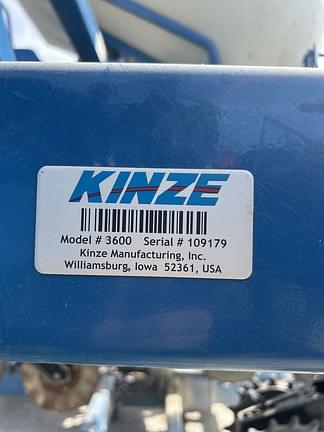 KINZE
Model # 3600 Serial # 109179
Kinze Manufacturing, Inc.
Williamsburg, Iowa 52361, USA